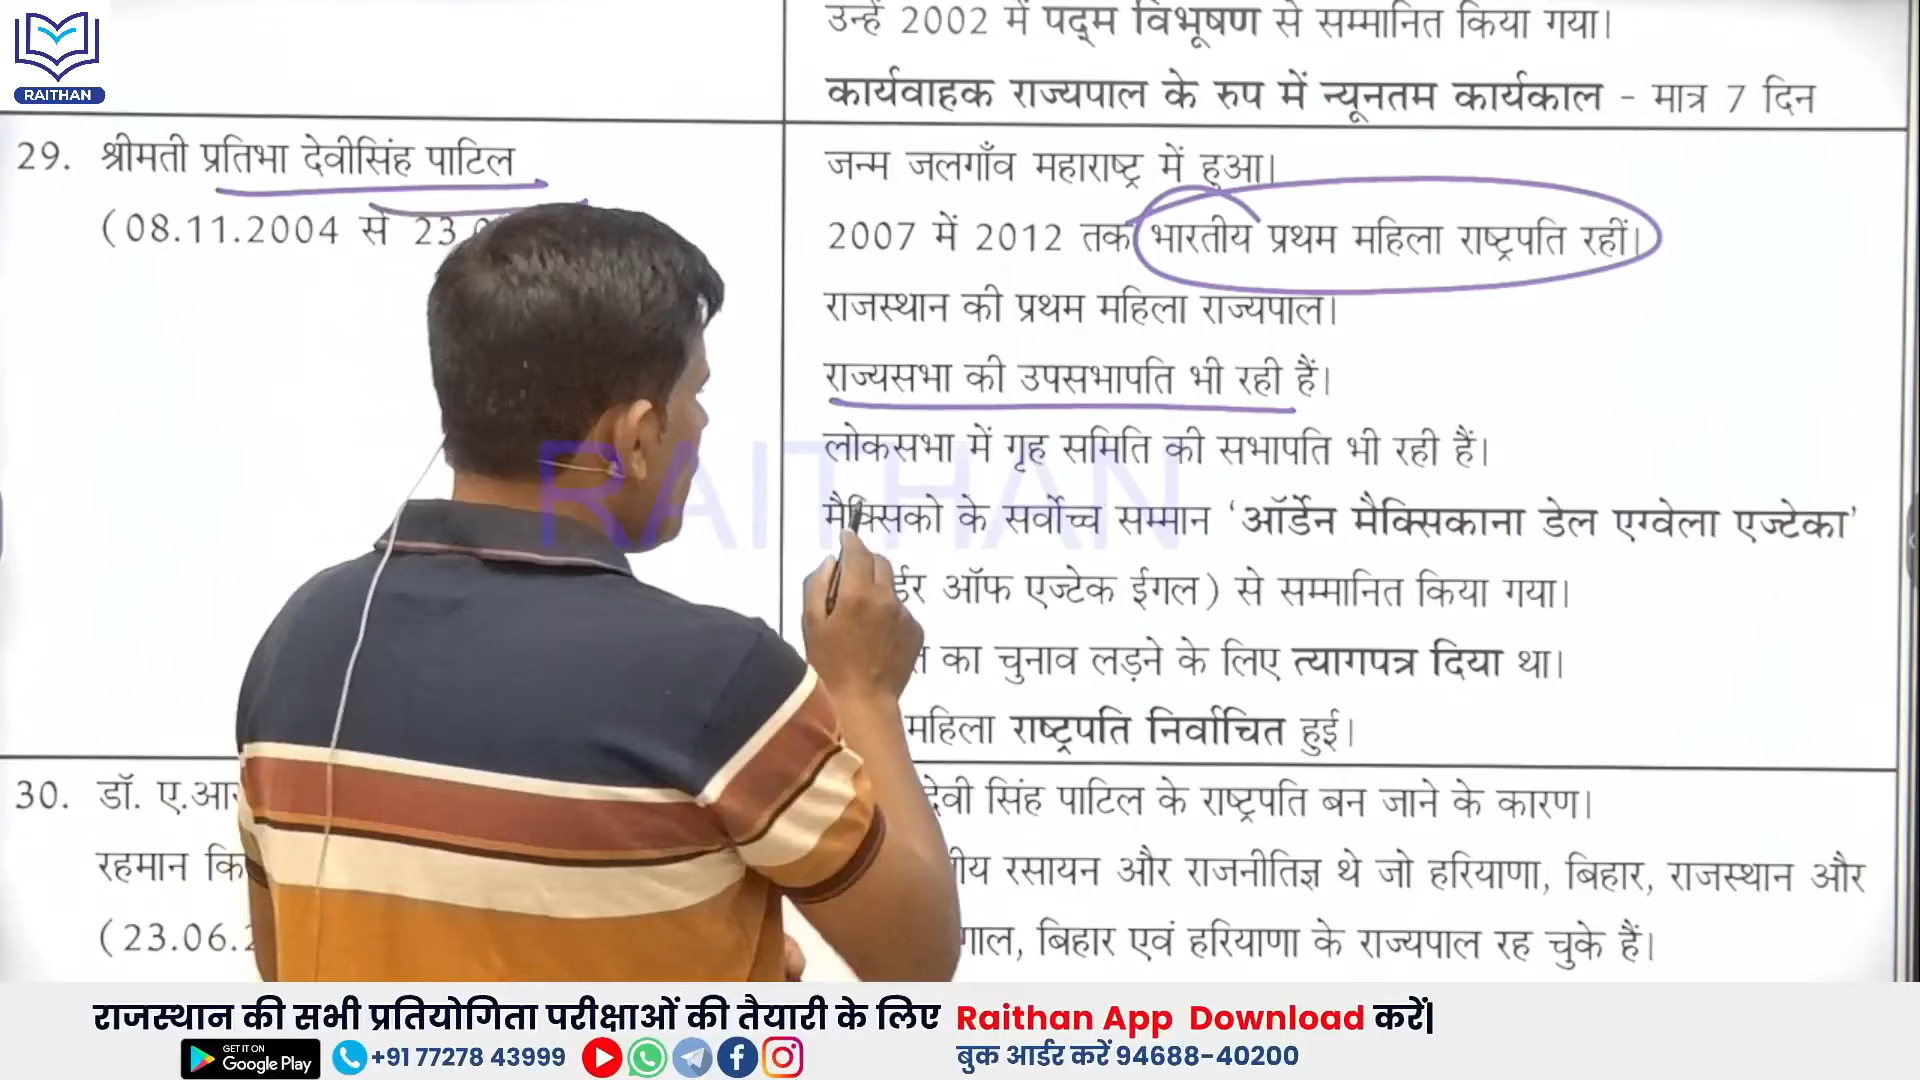 RAITHAN
उन्हें 2002 में पद्म विभूषण से सम्मानित किया गया।
कार्यवाहक राज्यपाल के रुप में न्यूनतम कार्यकाल - मात्र 7 दिन
29. श्रीमती प्रतिभा देवीसिंह पाटिल
(08.11.2004 से 23
जन्म जलगाँव महाराष्ट्र में हुआ।
2007 में 2012 तक भारतीय प्रथम महिला राष्ट्रपति रहीं।
राजस्थान की प्रथम महिला राज्यपाल।
राज्यसभा की उपसभापति भी रही हैं।
लोकसभा में गृह समिति की सभापति भी रही हैं।
मैक्सिको के सर्वोच्च सम्मान 'ऑर्डेन मैक्सिकाना डेल एग्वेला एज्टेका'
ऑफ एज्टेक ईगल) से सम्मानित किया गया।
का चुनाव लड़ने के लिए त्यागपत्र दिया था।
महिला राष्ट्रपति निर्वाचित हुई।
RAITHAN
30. डॉ. ए.आर
रहमान कि
(23.06.2
देवी सिंह पाटिल के राष्ट्रपति बन जाने के कारण।
रसायन और राजनीतिज्ञ थे जो हरियाणा, बिहार, राजस्थान और
गाल, बिहार एवं हरियाणा के राज्यपाल रह चुके हैं।
राजस्थान की सभी प्रतियोगिता परीक्षाओं की तैयारी के लिए Raithan App Download करें|
GET IT ON
Google Play
+91 77278 43999
बुक आर्डर करें 94688-40200